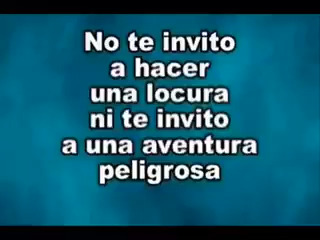 No te invito
a hacer
una locura
ni te invito
a una aventura
peligrosa